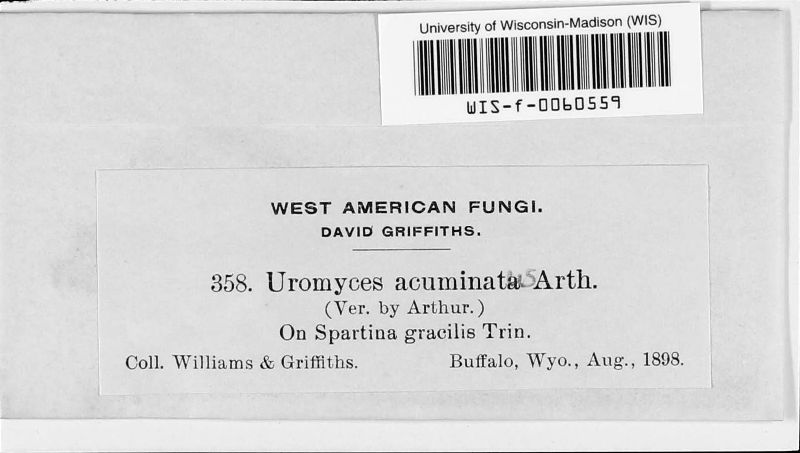 University of Wisconsin-Madison (WIS)
WIS-f-0060559
WEST AMERICAN FUNGI.
DAVID GRIFFITHS.
358. Uromyces acuminatus Arth.
(Ver. by Arthur.)
On Spartina gracilis Trin.
Coll. Williams & Griffiths. Buffalo, Wyo., Aug., 1898.